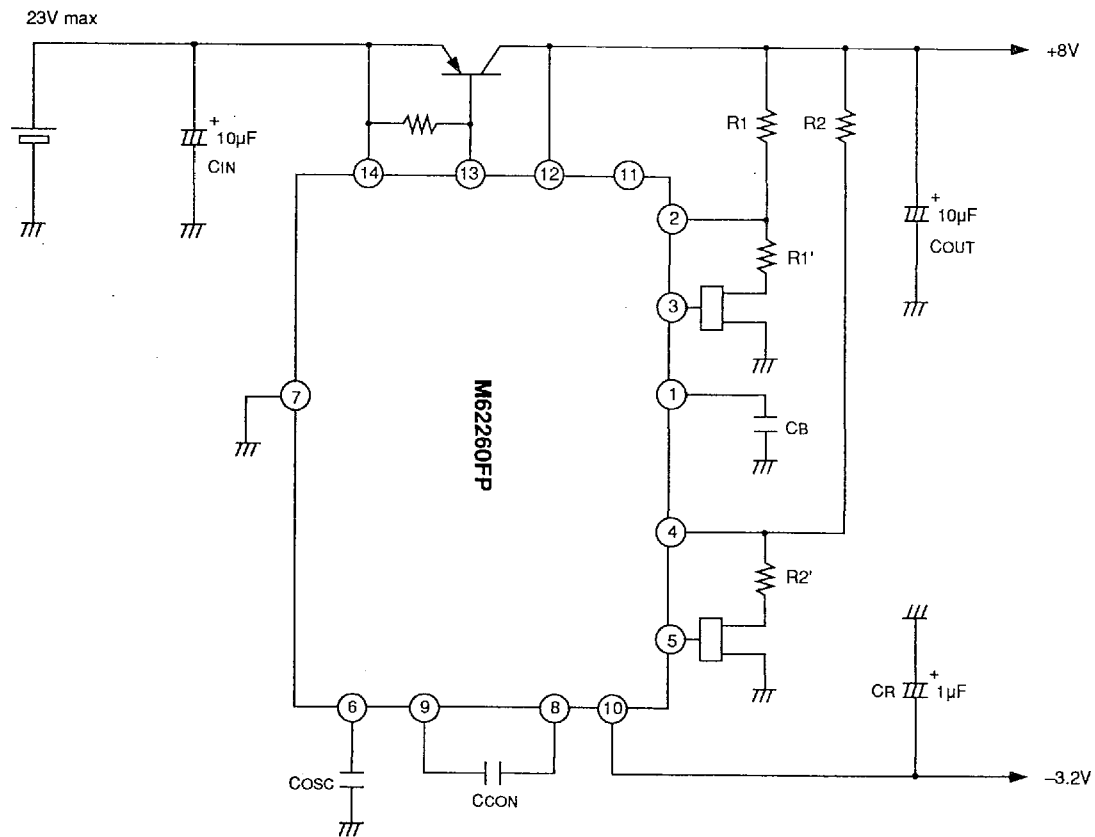 23V max
+8V
+
10µF
CIN
R1
R2
14
13
12
11
2
+
10µF
COUT
R1'
3
7
1
CB
M62260FP
4
R2'
5
CR
+
1µF
6
9
8
10
COSC
CCON
–3.2V